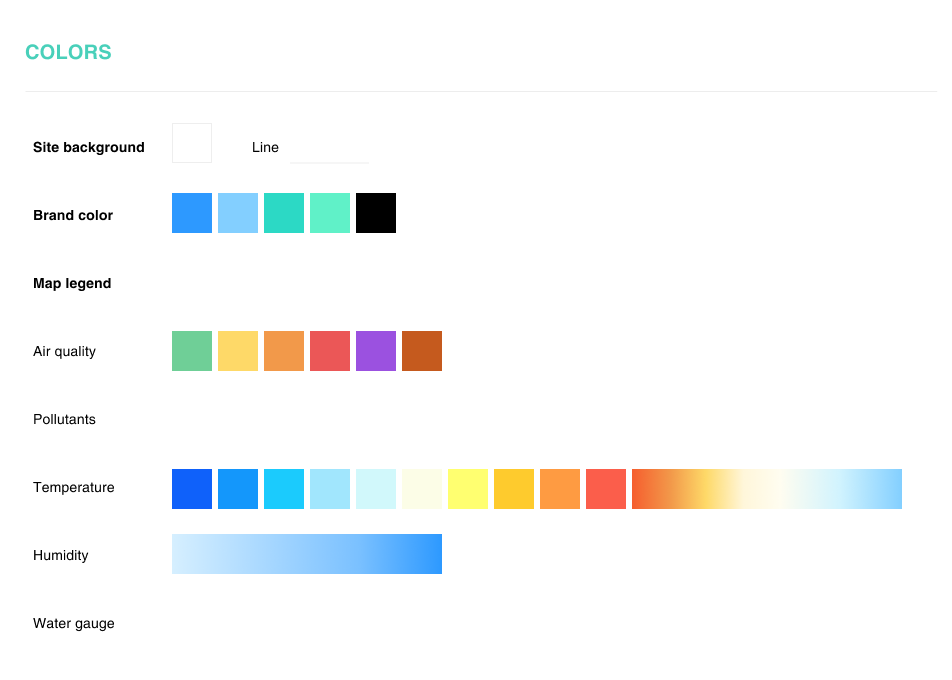 COLORS
Site background
Line
Brand color
Map legend
Air quality
Pollutants
Temperature
Humidity
Water gauge